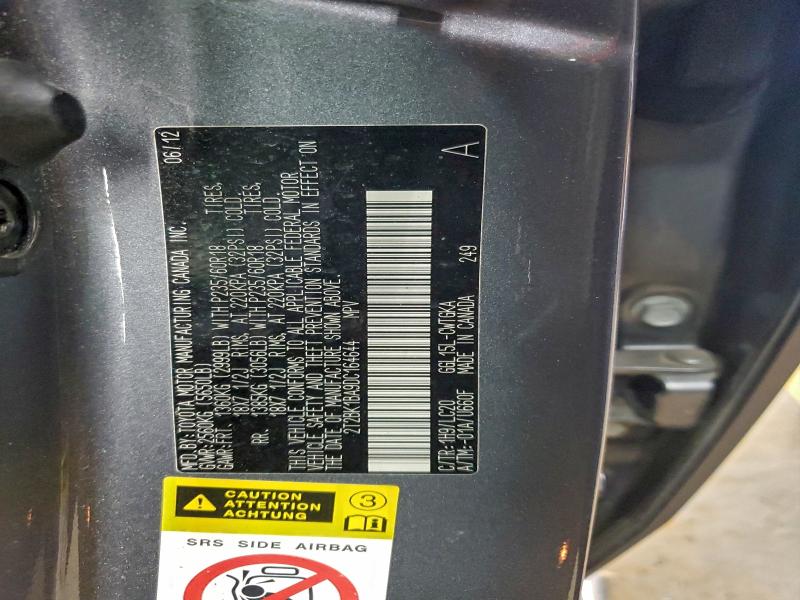 MFD. BY: TOYOTA MOTOR MANUFACTURING CANADA INC. 06/12
GVWR: 2560KG (5650LB)
GAWR: FRT 1360KG (2999LB) WITH P235/60R18 TIRES,
18X7 1/2J RIMS, AT 220KPA (32PSI) COLD
RR 1385KG (3056LB) WITH P235/60R18 TIRES,
18X7 1/2J RIMS, AT 220KPA (32PSI) COLD
THIS VEHICLE CONFORMS TO ALL APPLICABLE FEDERAL MOTOR
VEHICLE SAFETY AND THEFT PREVENTION STANDARDS IN EFFECT ON
THE DATE OF MANUFACTURE SHOWN ABOVE.
2T2BK1BA9DC164644 MPV
C/TR: 1H9/LC20 GGL15L-CWTGKA 249 A
A/TM: -01A/U660F MADE IN CANADA
CAUTION
ATTENTION
ACHTUNG
3
SRS SIDE AIRBAG